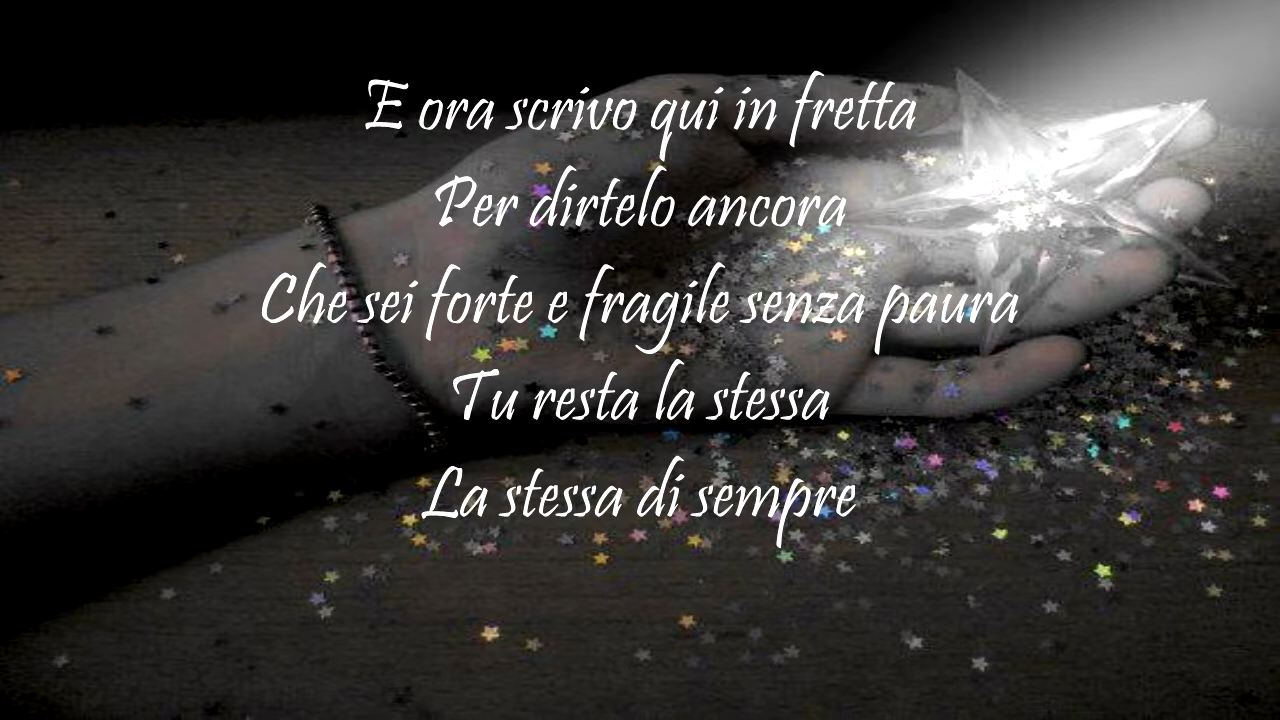 E ora scrivo qui in fretta
Per dirtelo ancora
Che sei forte e fragile senza paura
Tu resta la stessa
La stessa di sempre